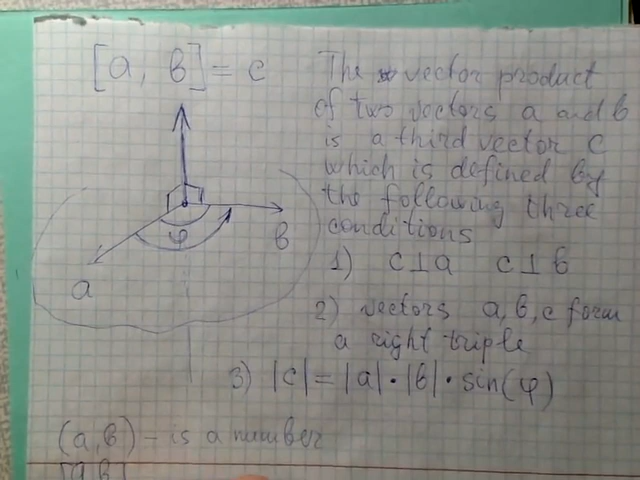 [a, b] = c
The vector product
of two vectors a and b
is a third vector c
which is defined by
the following three
conditions
φ
b
a
1) c⊥a c⊥b
2) vectors a, b, c form
a right triple
3) |c| = |a|·|b|·sin(φ)
(a, b) – is a number
[a, b]